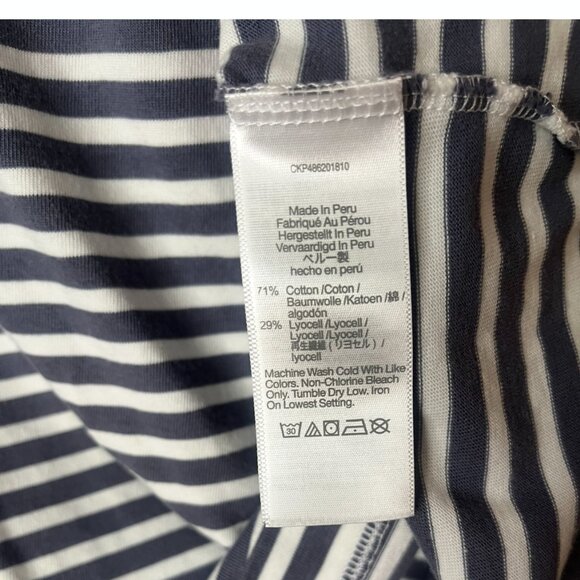 CKP486201810
Made In Peru
Fabriqué Au Pérou
Hergestellt In Peru
Vervaardigd In Peru
ペルー製
hecho en perú
71% Cotton /Coton /
Baumwolle /Katoen /綿 /
algodón
29% Lyocell /Lyocell /
Lyocell /Lyocell /
再生繊維 ( リヨセル ) /
lyocell
Machine Wash Cold With Like
Colors. Non-Chlorine Bleach
Only. Tumble Dry Low. Iron
On Lowest Setting.
30